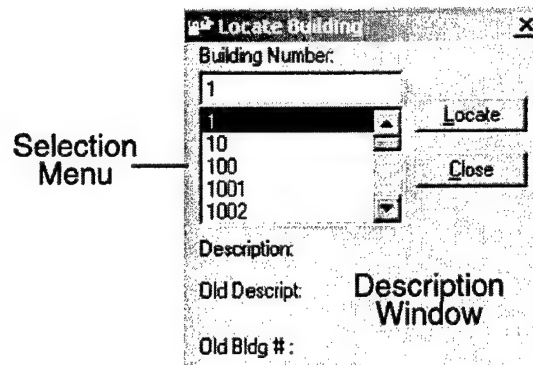 Locate Building
Building Number:
1
1
10
100
1001
1002
Locate
Close
Selection
Menu
Description:
Old Descript:
Description
Window
Old Bldg # :